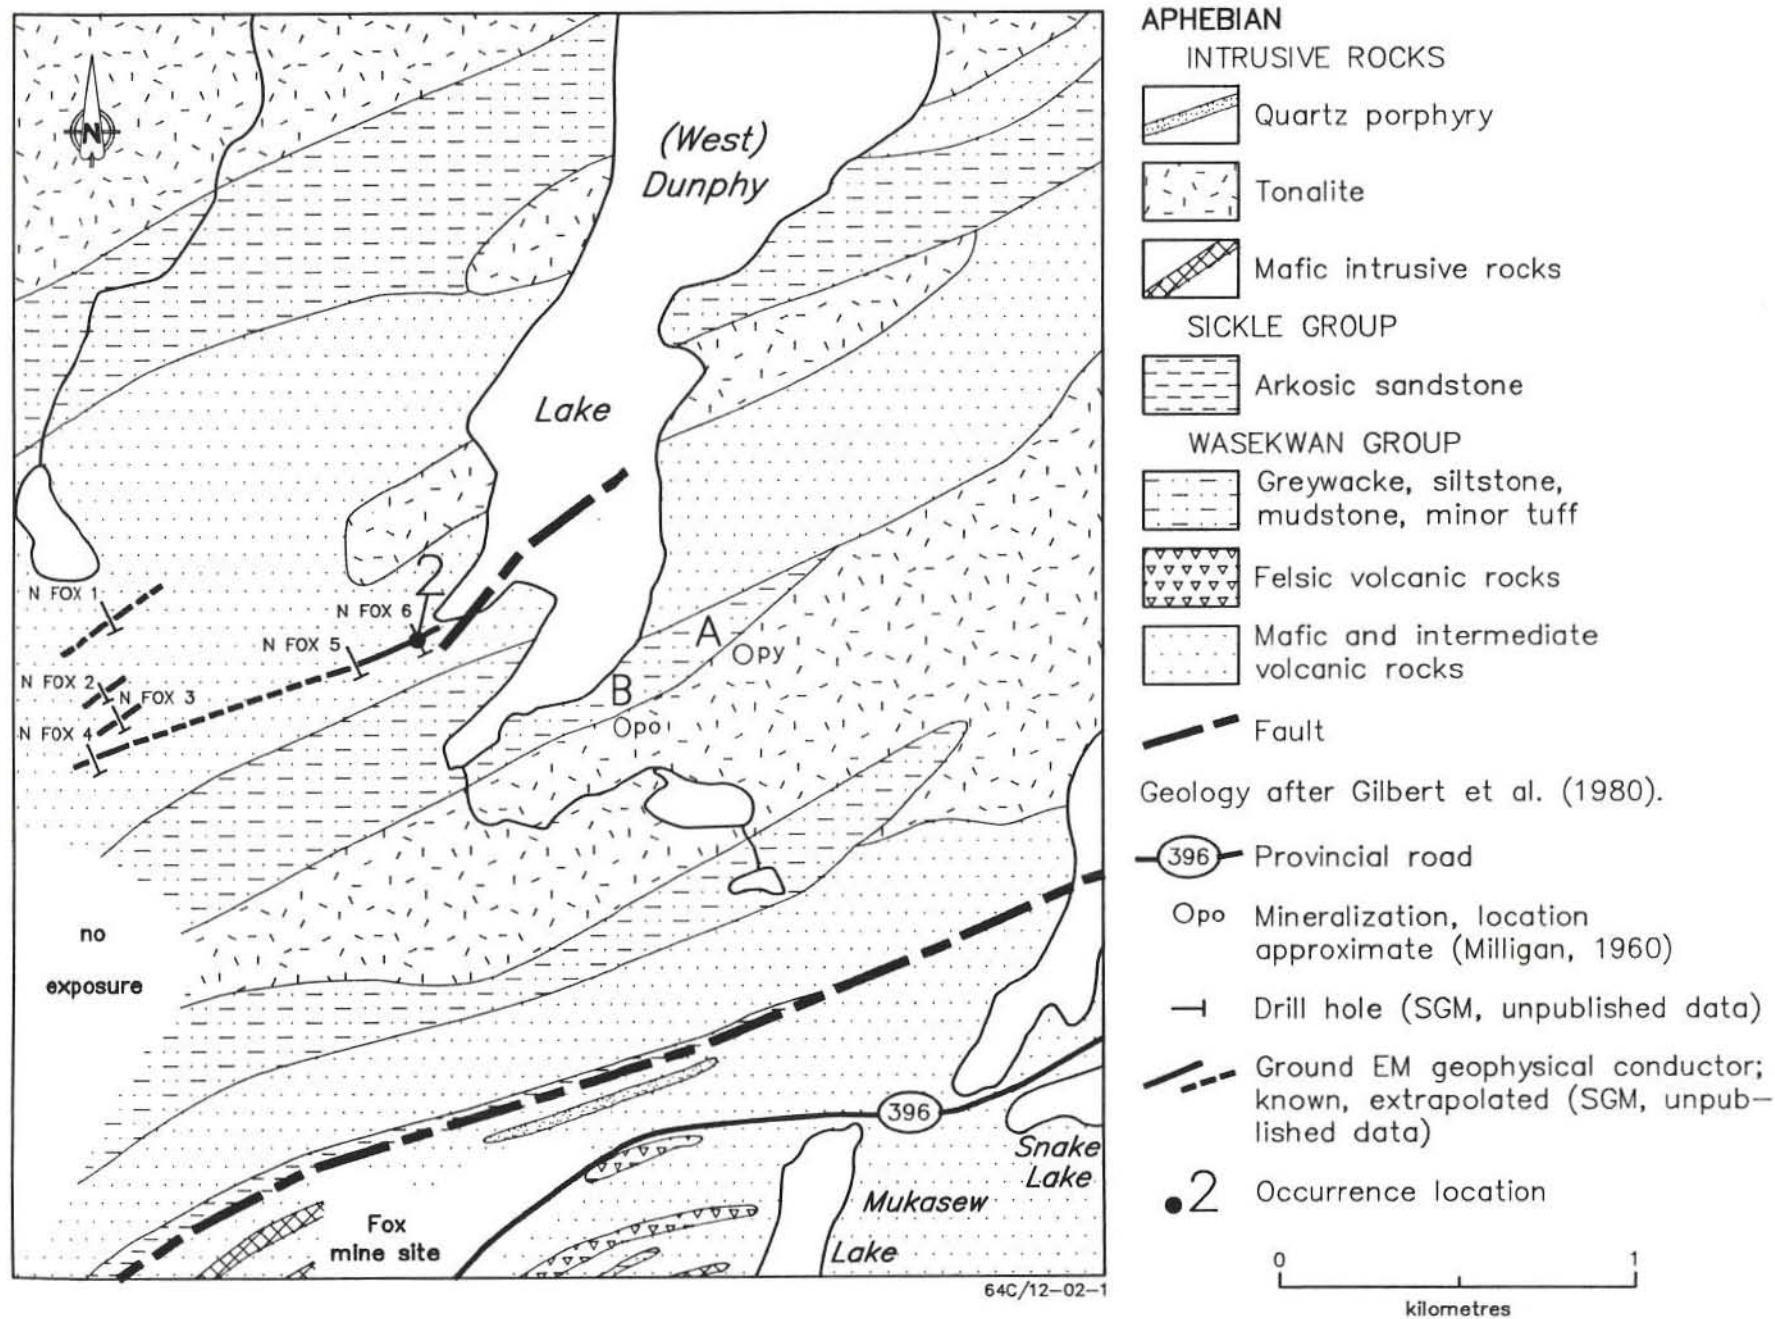 N
(West)
Dunphy
Lake
2
N FOX 1
N FOX 6
N FOX 5
N FOX 2
N FOX 3
N FOX 4
A
Opy
B
Opo
no
exposure
396
Snake
Lake
Mukasew
Lake
Fox
mine site
64C/12-02-1
APHEBIAN
INTRUSIVE ROCKS
Quartz porphyry
Tonalite
Mafic intrusive rocks
SICKLE GROUP
Arkosic sandstone
WASEKWAN GROUP
Greywacke, siltstone,
mudstone, minor tuff
Felsic volcanic rocks
Mafic and intermediate
volcanic rocks
Fault
Geology after Gilbert et al. (1980).
396 Provincial road
Opo Mineralization, location
approximate (Milligan, 1960)
Drill hole (SGM, unpublished data)
Ground EM geophysical conductor;
known, extrapolated (SGM, unpub-
lished data)
2 Occurrence location
0 1
kilometres